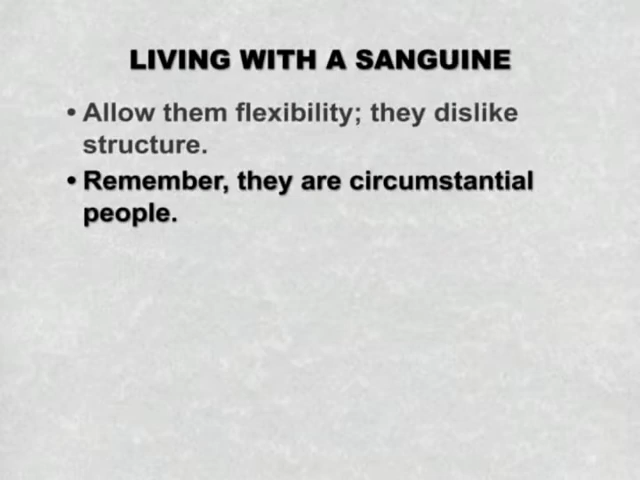 LIVING WITH A SANGUINE
• Allow them flexibility; they dislike
structure.
• Remember, they are circumstantial
people.